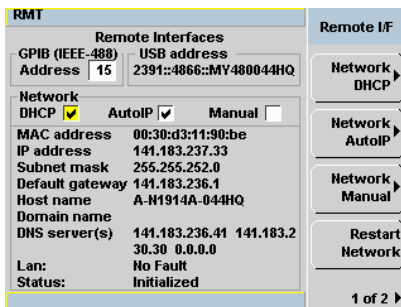 RMT
Remote Interfaces
GPIB (IEEE-488)
Address 15
USB address
2391::4866::MY480044HQ
Network
DHCP AutoIP Manual
MAC address 00:30:d3:11:90:be
IP address 141.183.237.33
Subnet mask 255.255.252.0
Default gateway 141.183.236.1
Host name A-N1914A-044HQ
Domain name
DNS server(s) 141.183.236.41 141.183.2
30.30 0.0.0.0
Lan: No Fault
Status: Initialized
Remote I/F
Network
DHCP
Network
AutoIP
Network
Manual
Restart
Network
1 of 2